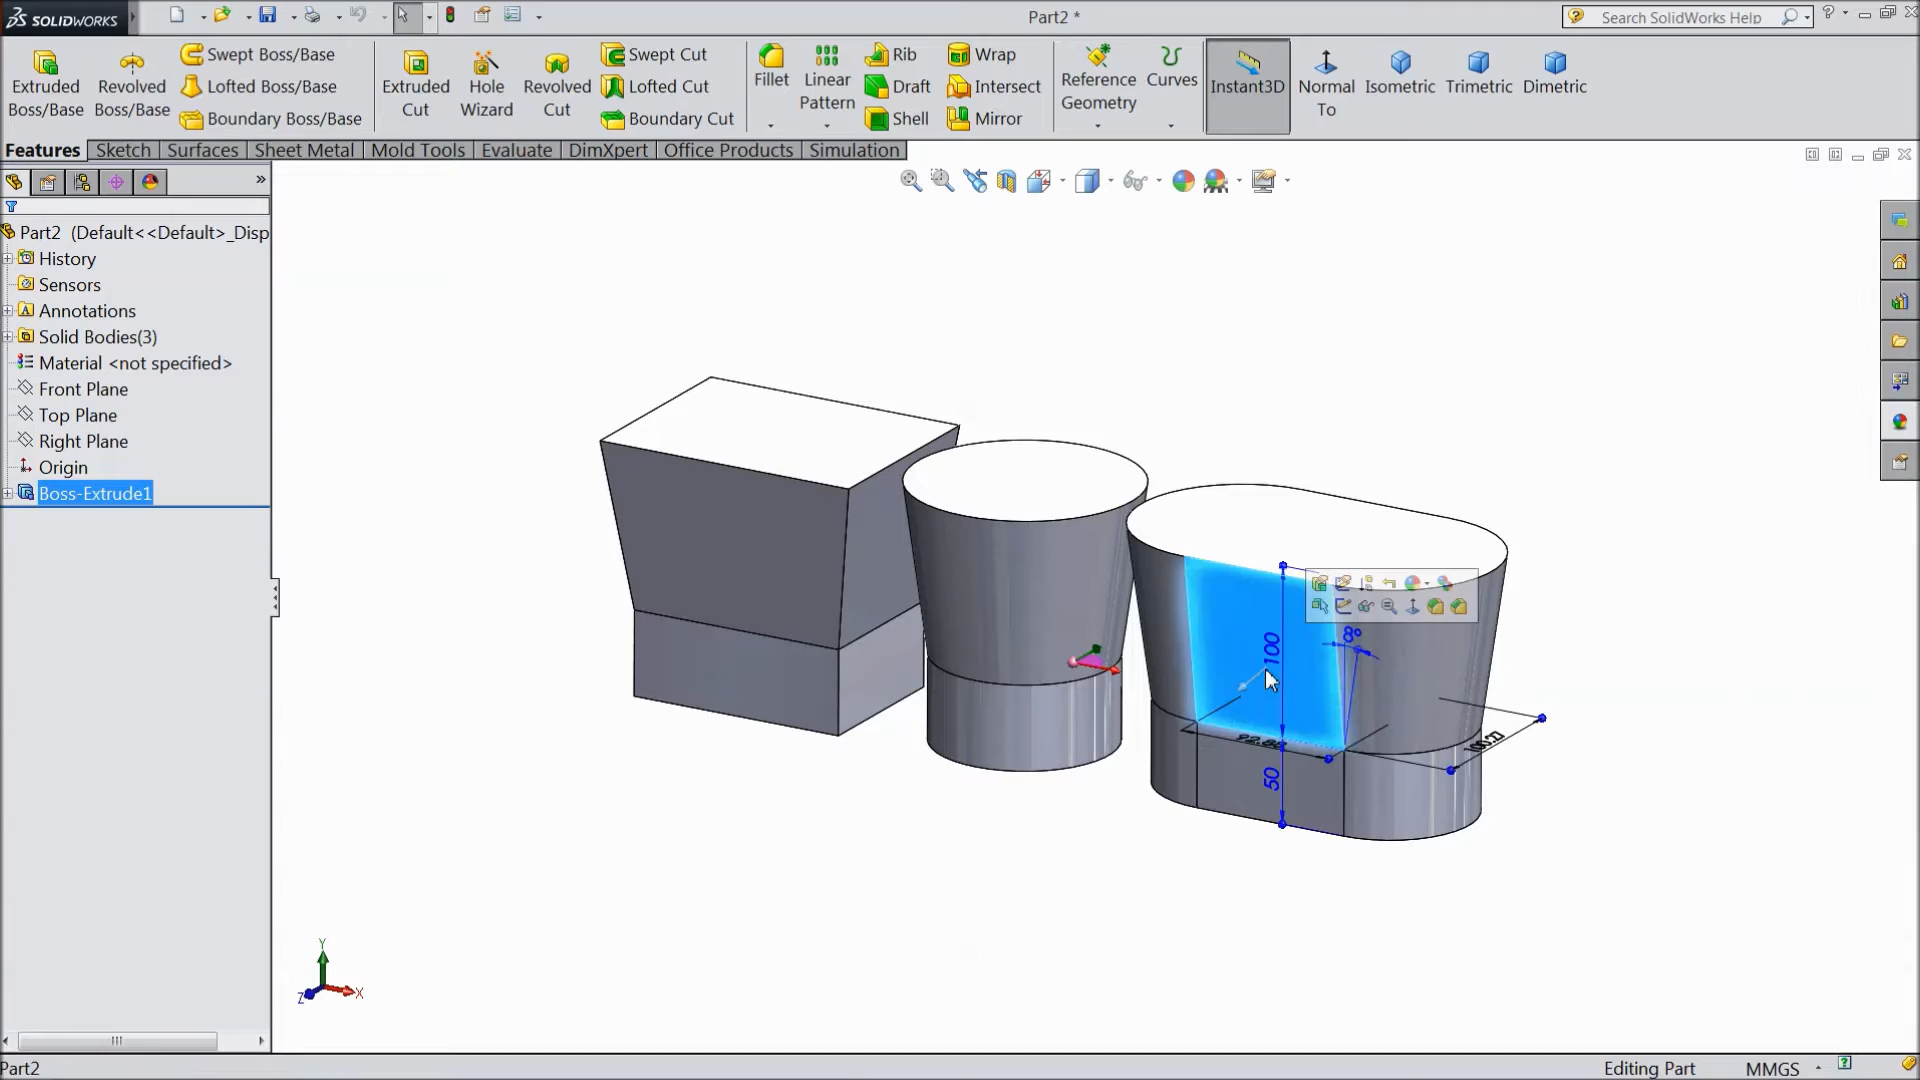 SOLIDWORKS
Part2 *
Search SolidWorks Help
Extruded Boss/Base
Revolved Boss/Base
Swept Boss/Base
Lofted Boss/Base
Boundary Boss/Base
Extruded Cut
Hole Wizard
Revolved Cut
Swept Cut
Lofted Cut
Boundary Cut
Fillet
Linear Pattern
Rib
Draft
Shell
Wrap
Intersect
Mirror
Reference Geometry
Curves
Instant3D
Normal To
Isometric
Trimetric
Dimetric
Features
Sketch
Surfaces
Sheet Metal
Mold Tools
Evaluate
DimXpert
Office Products
Simulation
Part2 (Default<<Default>_Disp
History
Sensors
Annotations
Solid Bodies(3)
Material <not specified>
Front Plane
Top Plane
Right Plane
Origin
Boss-Extrude1
8°
100
100.27
50
Y
X
Z
Part2
Editing Part
MMGS